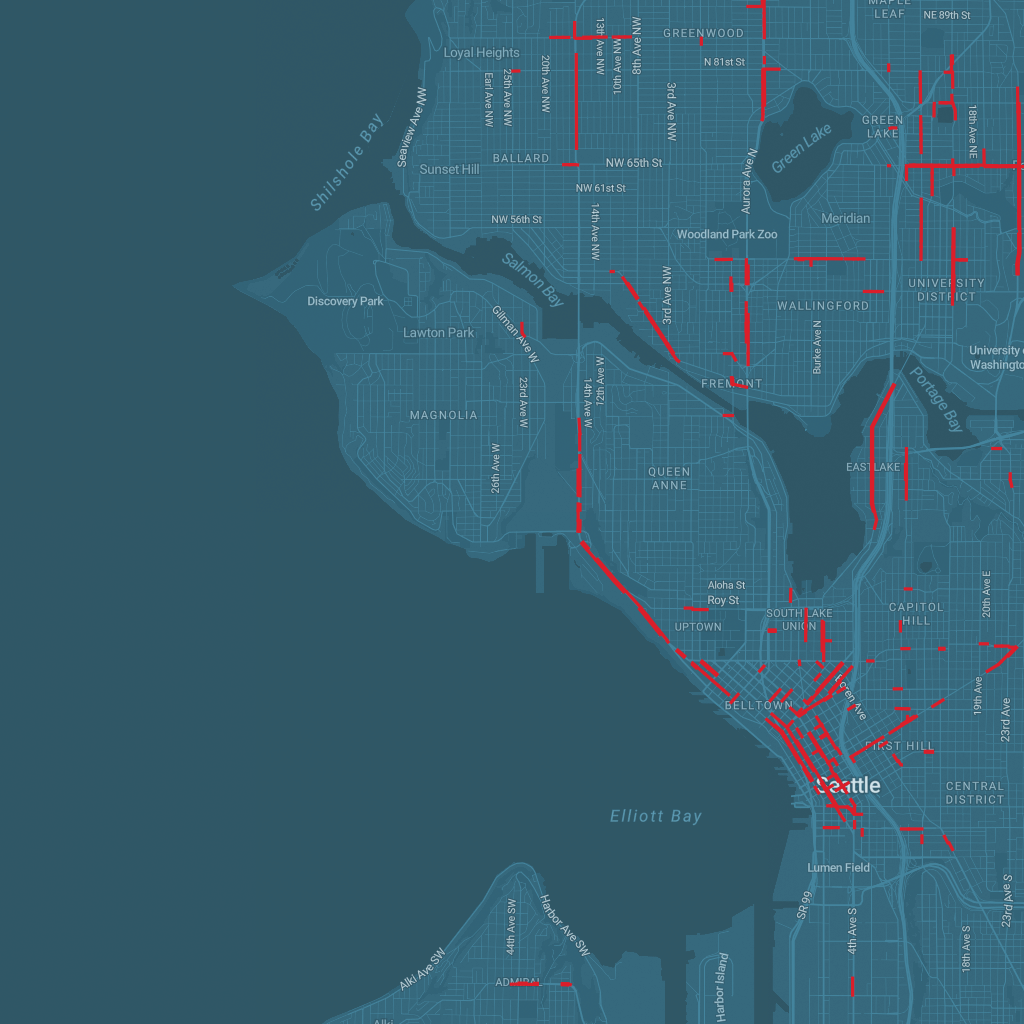 MAPLE
LEAF
NE 89th St
GREENWOOD
13th Ave NW
10th Ave NW
8th Ave NW
Loyal Heights
N 81st St
20th Ave NW
25th Ave NW
Earl Ave NW
3rd Ave NW
Seaview Ave NW
GREEN
LAKE
Green Lake
18th Ave NE
Shilshole Bay
BALLARD
NW 65th St
Sunset Hill
Aurora Ave N
NW 61st St
NW 56th St
14th Ave NW
Meridian
Woodland Park Zoo
Salmon Bay
3rd Ave NW
UNIVERSITY
DISTRICT
Discovery Park
WALLINGFORD
Gilman Ave W
Lawton Park
Burke Ave N
University o
Washingto
23rd Ave W
14th Ave W
12th Ave W
FREMONT
Portage Bay
MAGNOLIA
26th Ave W
QUEEN
ANNE
EASTLAKE
Aloha St
Roy St
20th Ave E
UPTOWN
SOUTH LAKE
UNION
CAPITOL
HILL
BELLTOWN
Boren Ave
19th Ave
23rd Ave
FIRST HILL
Seattle
CENTRAL
DISTRICT
Elliott Bay
Lumen Field
SR 99
4th Ave S
18th Ave S
23rd Ave S
44th Ave SW
Harbor Ave SW
Alki Ave SW
ADMIRAL
Harbor Island
Alki